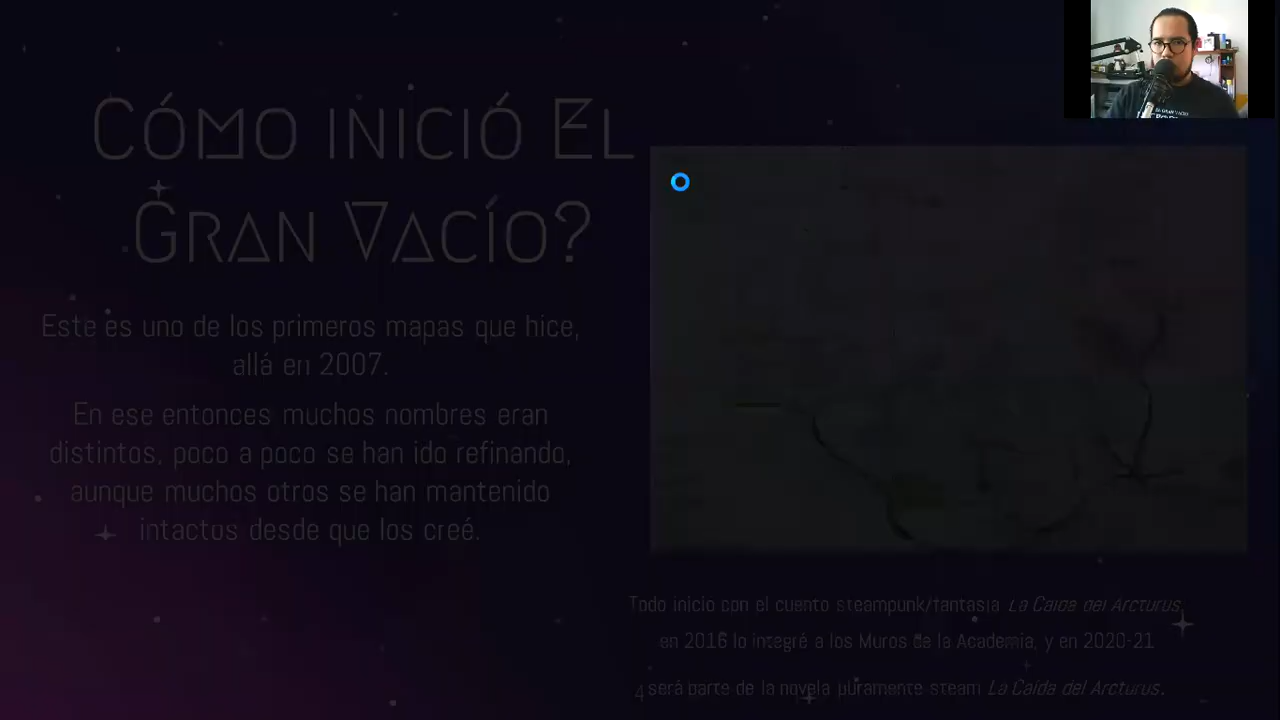 Cómo inició El
Gran Vacío?
Este es uno de los primeros mapas que hice,
allá en 2007.
En ese entonces muchos nombres eran
distintos, poco a poco se han ido refinando,
aunque muchos otros se han mantenido
intactos desde que los creé.
Todo inicio con el cuento steampunk/fantasia La Caida del Arcturus,
en 2016 lo integré a los Muros de la Academia, y en 2020-21
será parte de la novela puramente steam La Caída del Arcturus.
4